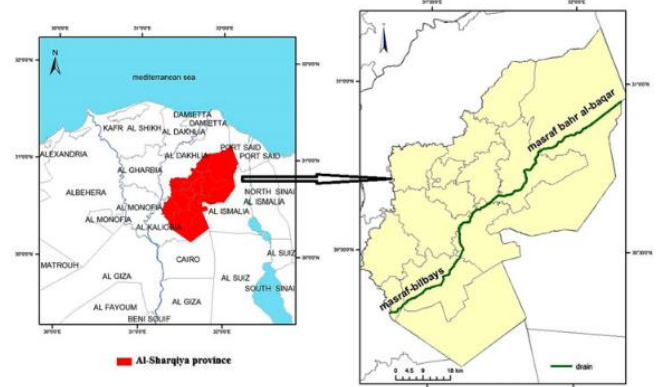 N
mediterranean sea
DAMIETTA
DAMIETTA
KAFR AL SHIKH
AL DAKHLIA
PORT SAID
ALEXANDRIA
AL DAKHLIA
PORT SAID
AL GHARBIA
ALBEHERA
NORTH SINAI
AL MONOFIA
AL ISMALIA
AL MONOFIA
AL ISMALIA
AL KALIOBIA
CAIRO
MATROUH
AL GIZA
AL SUIZ
AL SUIZ
AL FAYOUM
AL GIZA
SOUTH SINAI
BENI SOUIF
Al-Sharqiya province
masraf bahr al-baqar
masraf-bilbays
0 4.5 9 18 km
drain